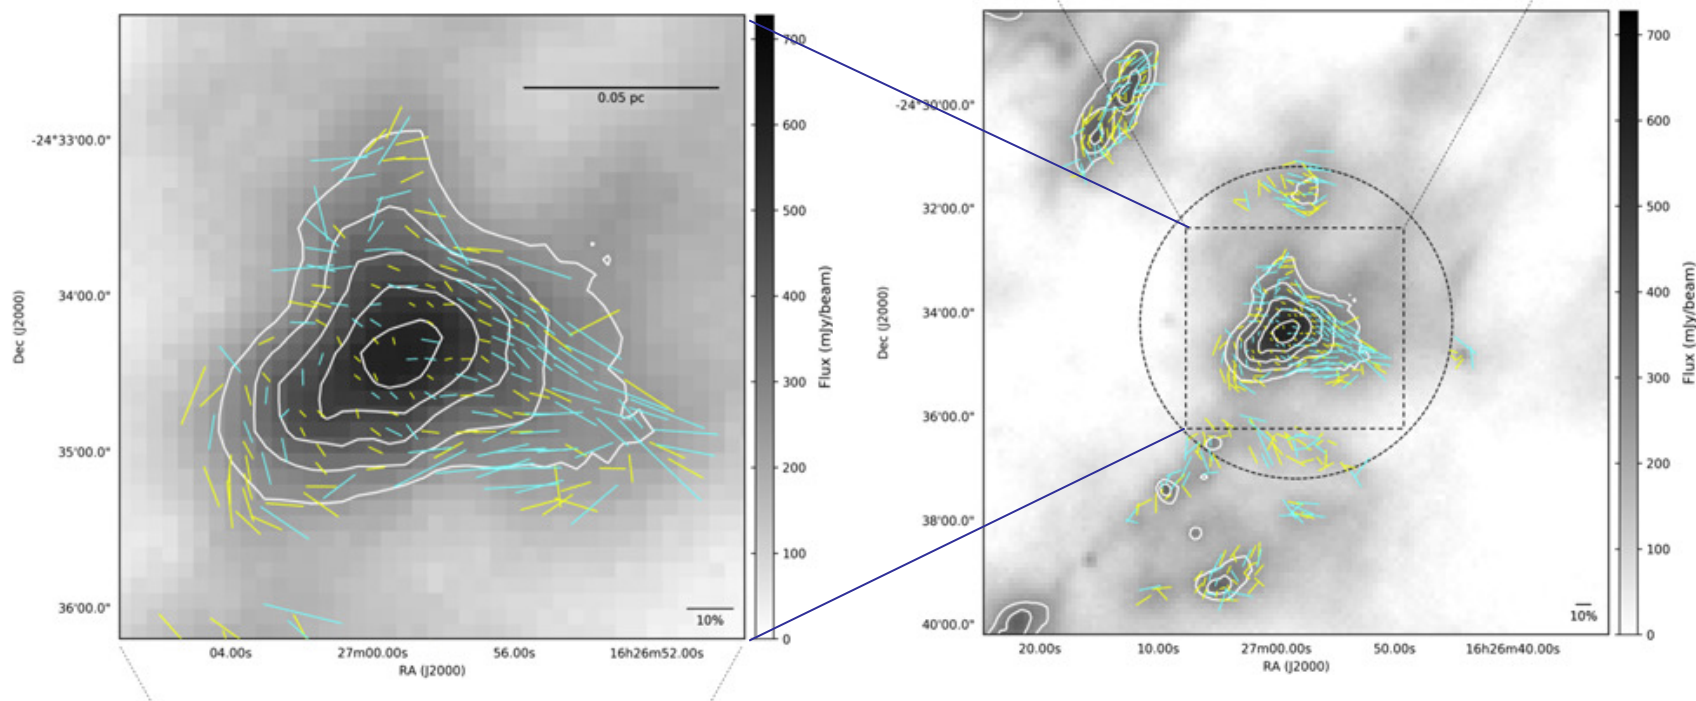 0.05 pc
-24°33'00.0"
34'00.0"
35'00.0"
36'00.0"
Dec (J2000)
04.00s
27m00.00s
56.00s
16h26m52.00s
RA (J2000)
10%
700
600
500
400
300
200
100
0
Flux (mJy/beam)
-24°30'00.0"
32'00.0"
34'00.0"
36'00.0"
38'00.0"
40'00.0"
Dec (J2000)
20.00s
10.00s
27m00.00s
50.00s
16h26m40.00s
RA (J2000)
10%
700
600
500
400
300
200
100
0
Flux (mJy/beam)